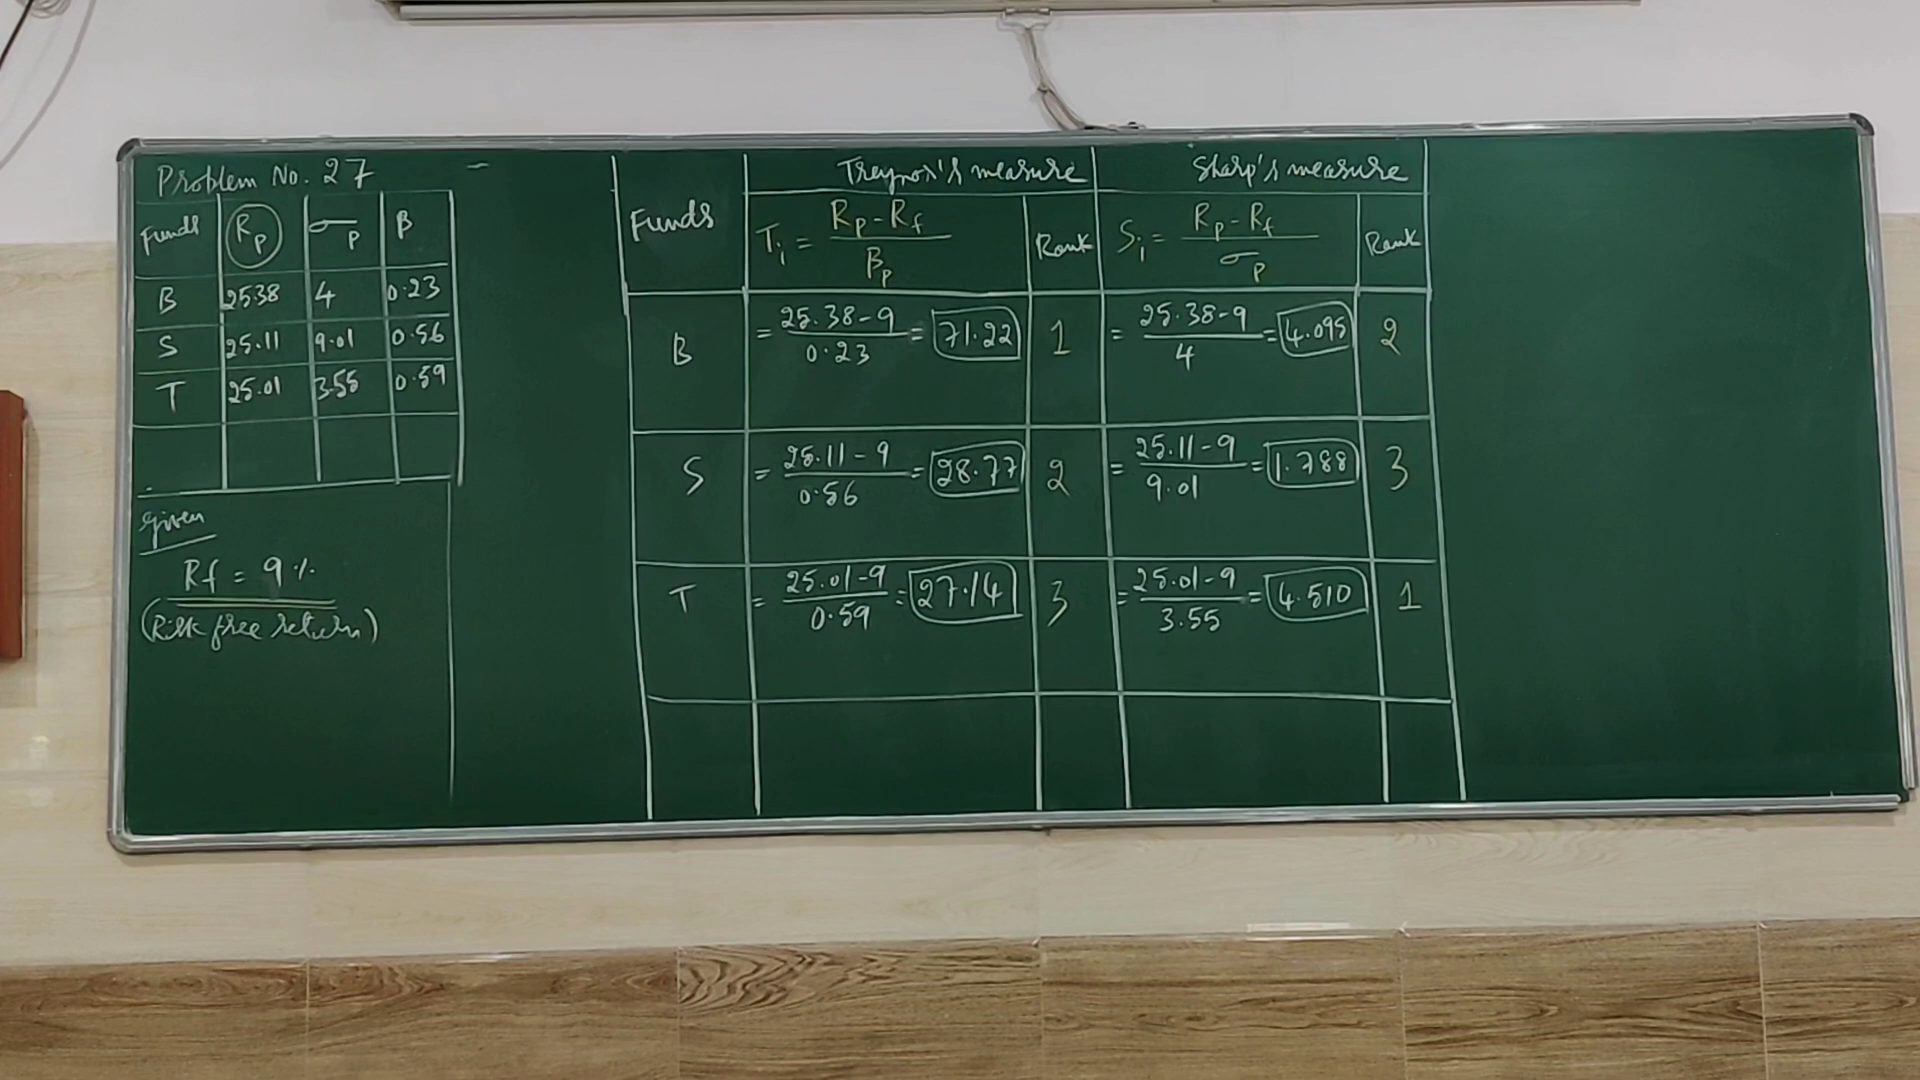 Problem No. 27
Funds Rp σp β
B 25.38 4 0.23
S 25.11 9.01 0.56
T 25.01 3.55 0.59
Given
Rf = 9%
(Risk free return)
Funds Treynor's measure Sharp's measure
Ti = Rp - Rf / βp Rank Si = Rp - Rf / σp Rank
B = 25.38 - 9 / 0.23 = 71.22 1 = 25.38 - 9 / 4 = 4.095 2
S = 25.11 - 9 / 0.56 = 28.77 2 = 25.11 - 9 / 9.01 = 1.788 3
T = 25.01 - 9 / 0.59 = 27.14 3 = 25.01 - 9 / 3.55 = 4.510 1